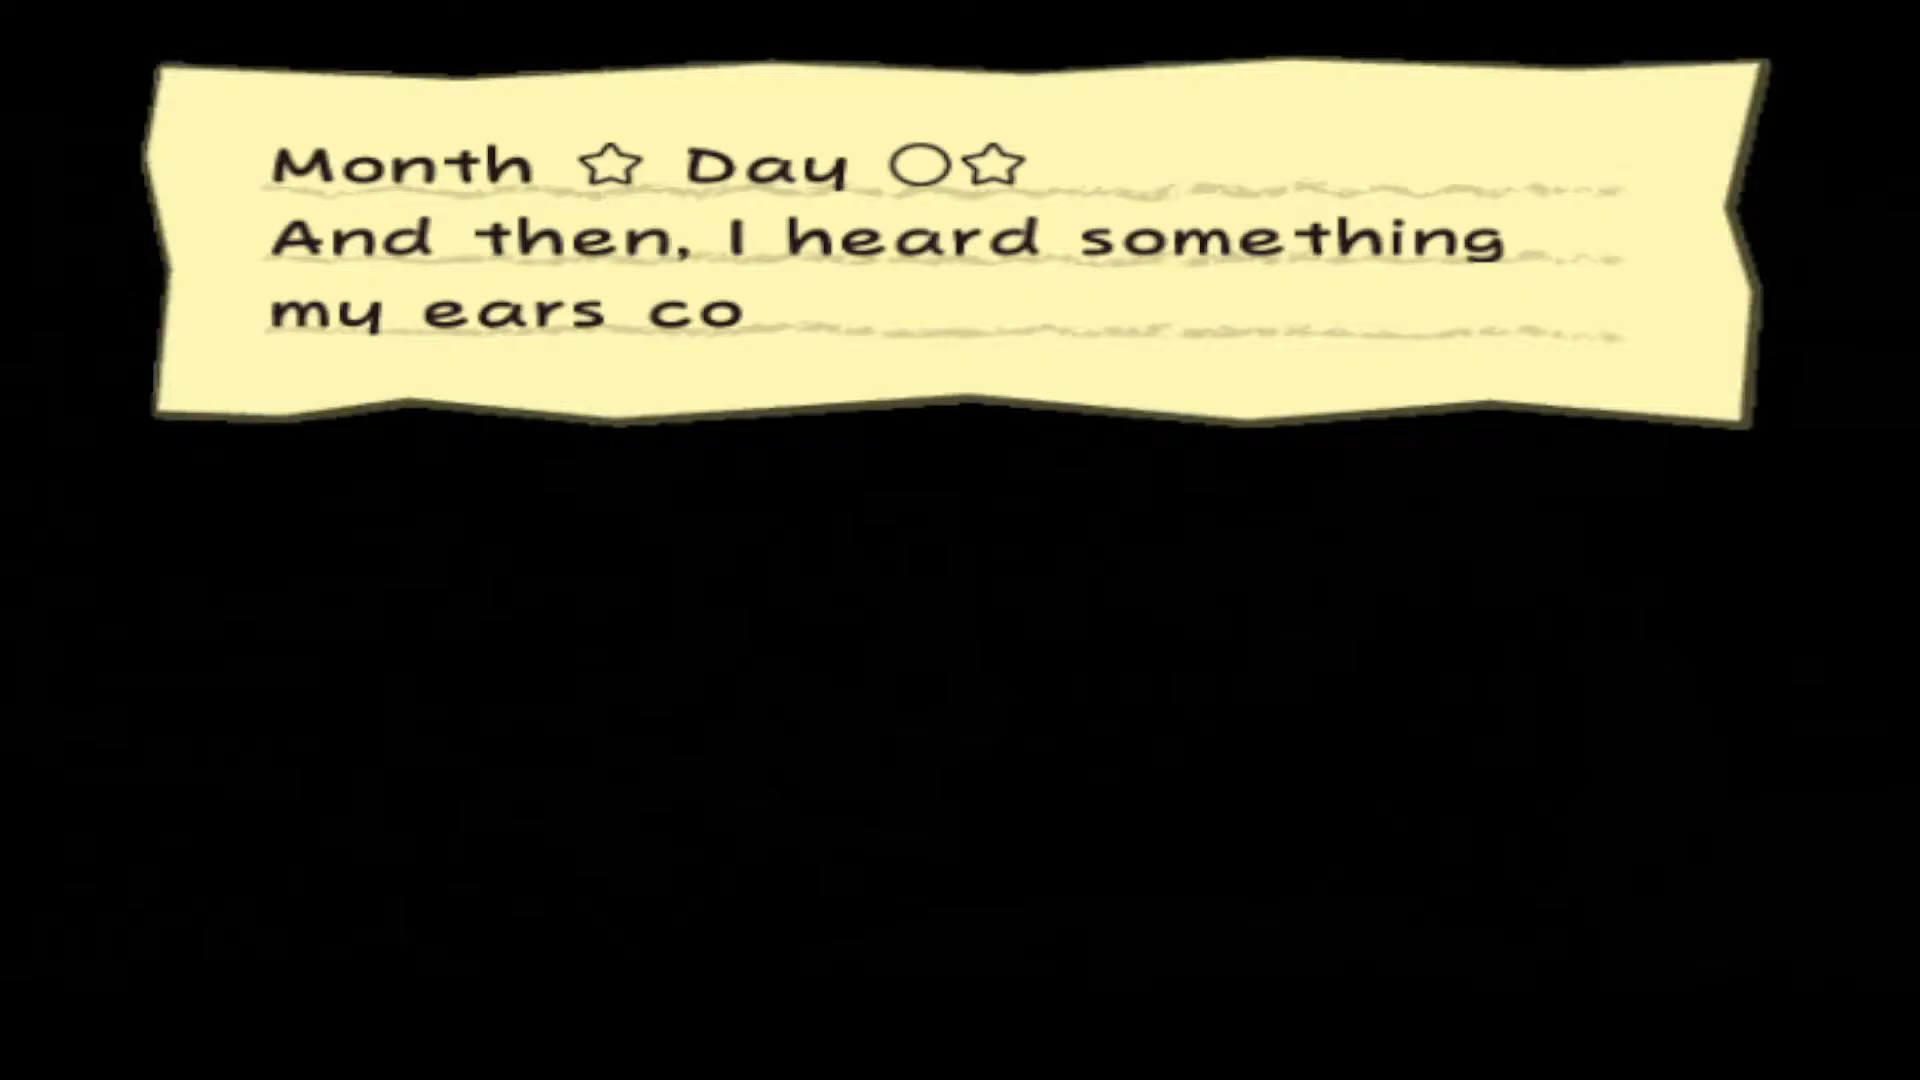 Month ☆ Day ○☆
And then, I heard something
my ears co